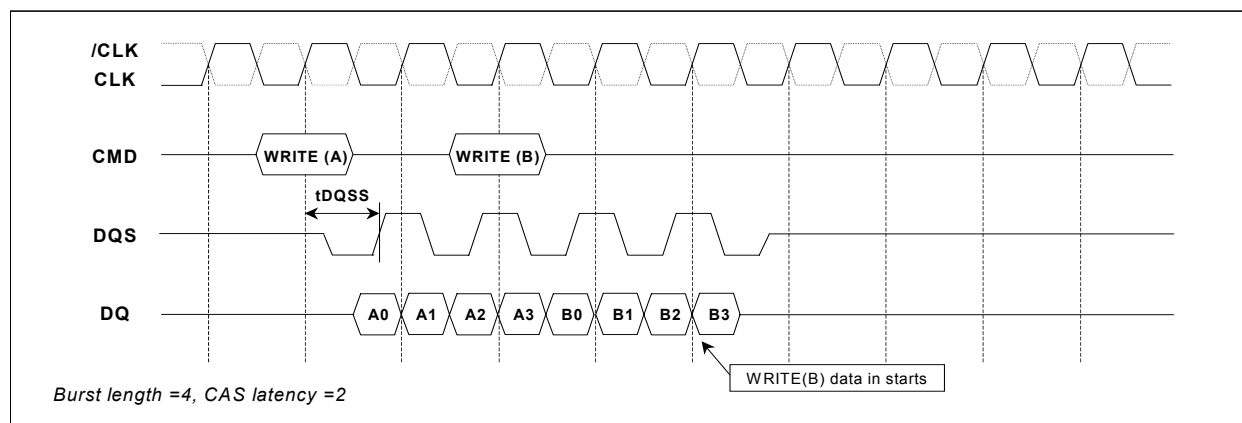 /CLK
CLK
CMD WRITE (A) WRITE (B)
tDQSS
DQS
DQ A0 A1 A2 A3 B0 B1 B2 B3
WRITE(B) data in starts
Burst length =4, CAS latency =2